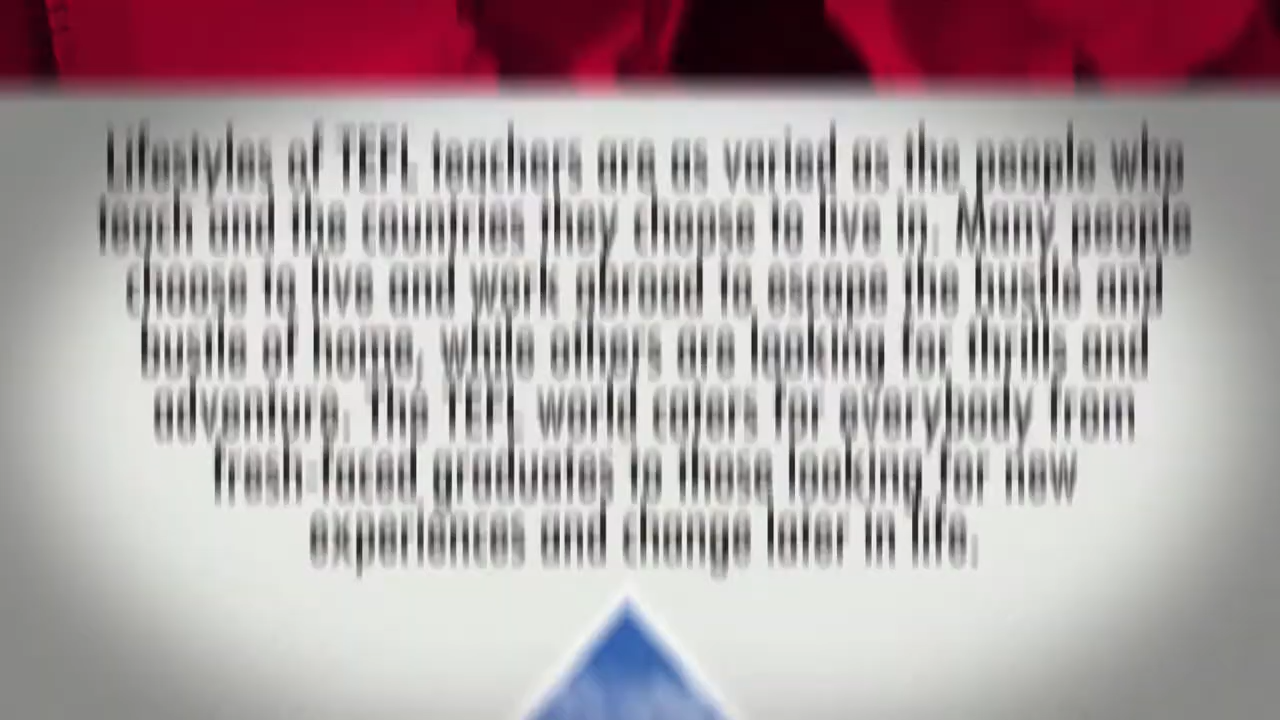 Lifestyles of TEFL teachers are as varied as the people who
teach and the countries they choose to live in. Many people
choose to live and work abroad to escape the hustle and
bustle of home, while others are looking for thrills and
adventure. The TEFL world caters for everybody from
fresh-faced graduates to those looking for new
experiences and change later in life.